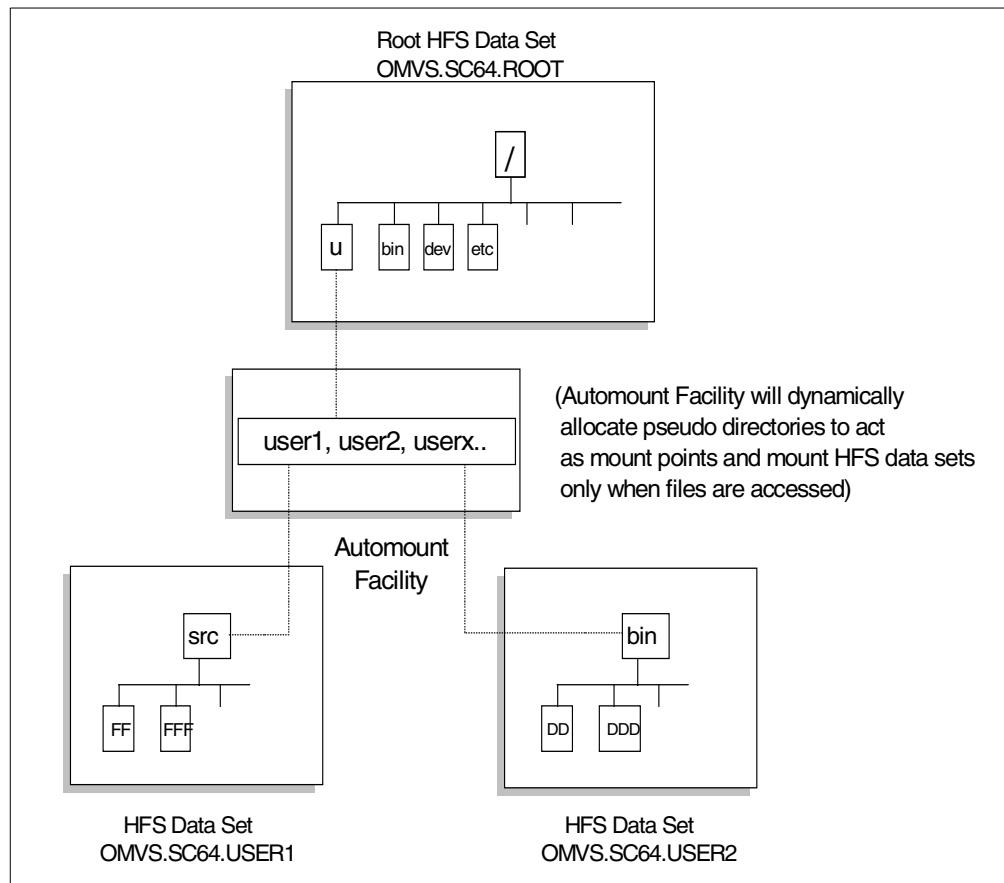 Root HFS Data Set
OMVS.SC64.ROOT
/
u
bin
dev
etc
user1, user2, userx..
(Automount Facility will dynamically
allocate pseudo directories to act
as mount points and mount HFS data sets
only when files are accessed)
Automount
Facility
src
FF
FFF
bin
DD
DDD
HFS Data Set
OMVS.SC64.USER1
HFS Data Set
OMVS.SC64.USER2